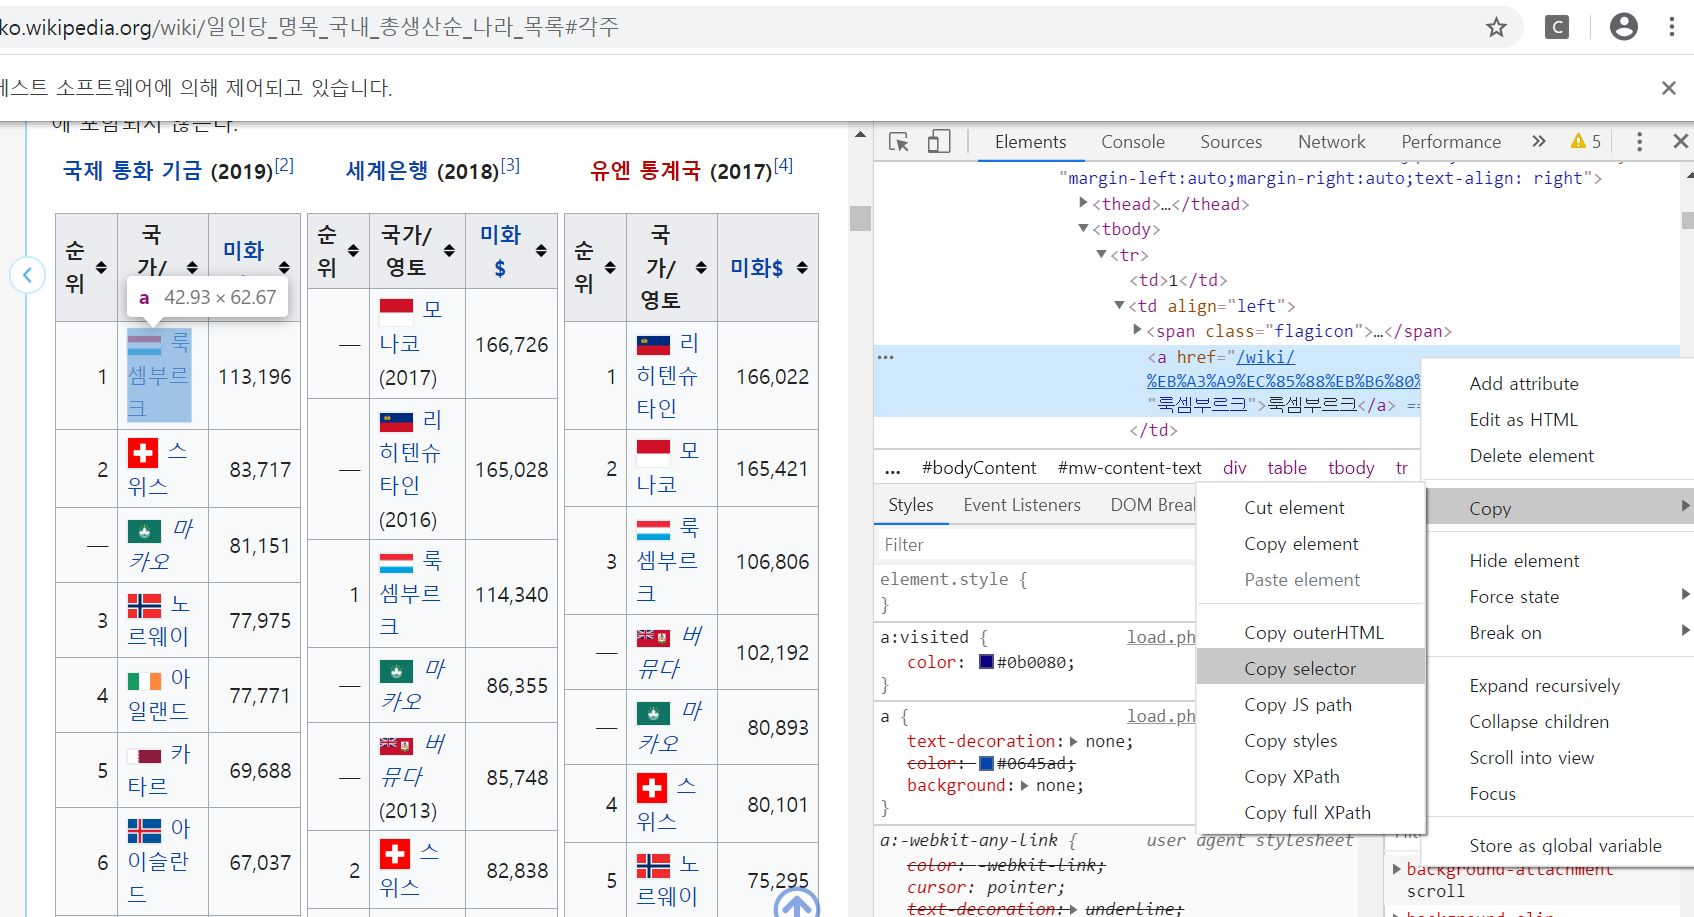 ko.wikipedia.org/wiki/일인당_명목_국내_총생산순_나라_목록#각주
C
테스트 소프트웨어에 의해 제어되고 있습니다.
에 포함되지 않는다.
국제 통화 기금 (2019)[2]
순위 국가/ 미화
a 42.93 × 62.67
1 룩셈부르크 113,196
2 스위스 83,717
— 마카오 81,151
3 노르웨이 77,975
4 아일랜드 77,771
5 카타르 69,688
6 아이슬란드 67,037
세계은행 (2018)[3]
순위 국가/영토 미화$
— 모나코 (2017) 166,726
— 리히텐슈타인 (2016) 165,028
1 룩셈부르크 114,340
— 마카오 86,355
— 버뮤다 (2013) 85,748
2 스위스 82,838
유엔 통계국 (2017)[4]
순위 국가/영토 미화$
1 리히텐슈타인 166,022
2 모나코 165,421
3 룩셈부르크 106,806
— 버뮤다 102,192
— 마카오 80,893
4 스위스 80,101
5 노르웨이 75,295
Elements Console Sources Network Performance » 5
"margin-left:auto;margin-right:auto;text-align: right">
<thead>…</thead>
<tbody>
<tr>
<td>1</td>
<td align="left">
<span class="flagicon">…</span>
<a href="/wiki/
%EB%A3%A9%EC%85%88%EB%B6%80%
"룩셈부르크">룩셈부르크</a> ==
</td>
... #bodyContent #mw-content-text div table tbody tr
Styles Event Listeners DOM Break
Filter
element.style {
}
a:visited { load.ph
color: #0b0080;
}
a { load.ph
text-decoration: none;
color: #0645ad;
background: none;
}
a:-webkit-any-link { user agent stylesheet
color: -webkit-link;
cursor: pointer;
text-decoration: underline;
Add attribute
Edit as HTML
Delete element
Copy
Hide element
Force state
Break on
Expand recursively
Collapse children
Scroll into view
Focus
Store as global variable
Cut element
Copy element
Paste element
Copy outerHTML
Copy selector
Copy JS path
Copy styles
Copy XPath
Copy full XPath
background-attachment
scroll